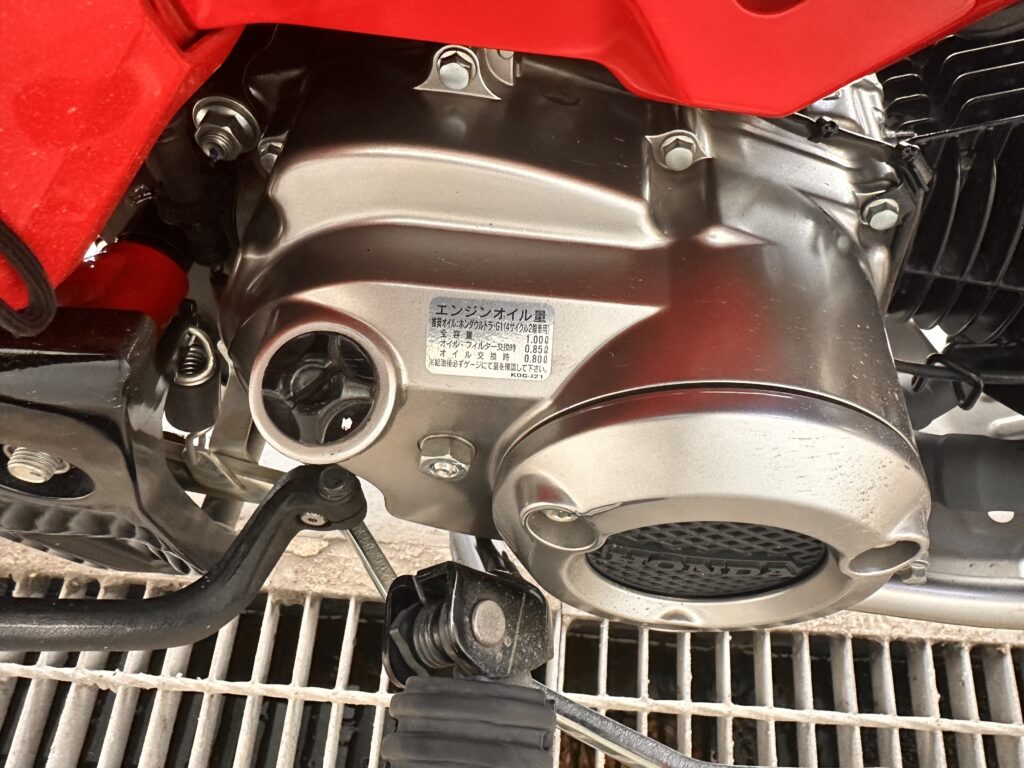 エンジンオイル量
推奨オイル:ホンダウルトラ・G1(4サイクル2輪車用)
全容量 1.00ℓ
オイル・フィルター交換時 0.85ℓ
オイル交換時 0.80ℓ
※給油後必ずゲージにて量を確認して下さい。
K0G-J21
HONDA